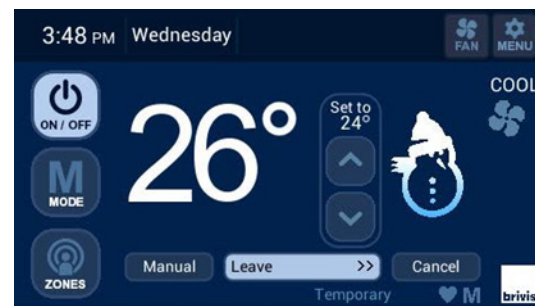 3:48 PM Wednesday
FAN
MENU
ON / OFF
26°
Set to
24°
COOL
M
MODE
ZONES
Manual
Leave >>
Cancel
Temporary
M
brivis